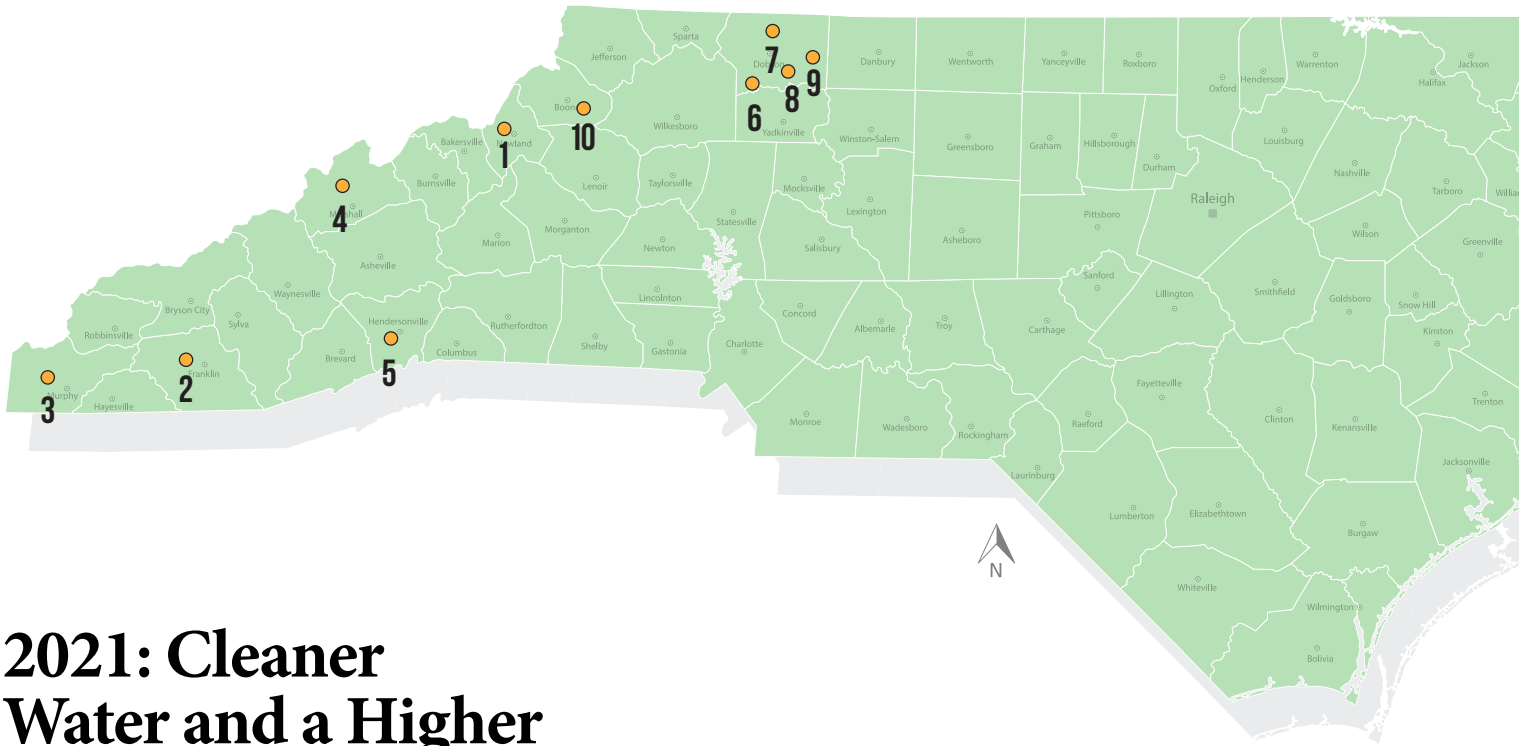 Sparta
Jefferson
7
Danbury
Wentworth
Yanceyville
Roxboro
Warrenton
Jackson
Halifax
Oxford
Henderson
9
8
6
Boone
10
Wilkesboro
Yadkinville
Winston-Salem
Greensboro
Graham
Hillsborough
Durham
Louisburg
Nashville
Tarboro
Bakersville
Newland
1
Burnsville
Lenoir
Taylorsville
Mocksville
Lexington
Raleigh
Marshall
4
Statesville
Salisbury
Asheboro
Pittsboro
Wilson
Greenville
Morganton
Marion
Newton
Asheville
Sanford
Lillington
Smithfield
Goldsboro
Snow Hill
Waynesville
Lincolnton
Bryson City
Sylva
Robbinsville
Hendersonville
Rutherfordton
Concord
Albemarle
Troy
Carthage
Kinston
Brevard
Columbus
Shelby
Gastonia
Charlotte
5
Franklin
2
Murphy
3
Hayesville
Fayetteville
Trenton
Monroe
Wadesboro
Rockingham
Raeford
Clinton
Kenansville
Laurinburg
Jacksonville
Lumberton
Elizabethtown
Burgaw
N
Whiteville
Wilmington
Bolivia
2021: Cleaner
Water and a Higher